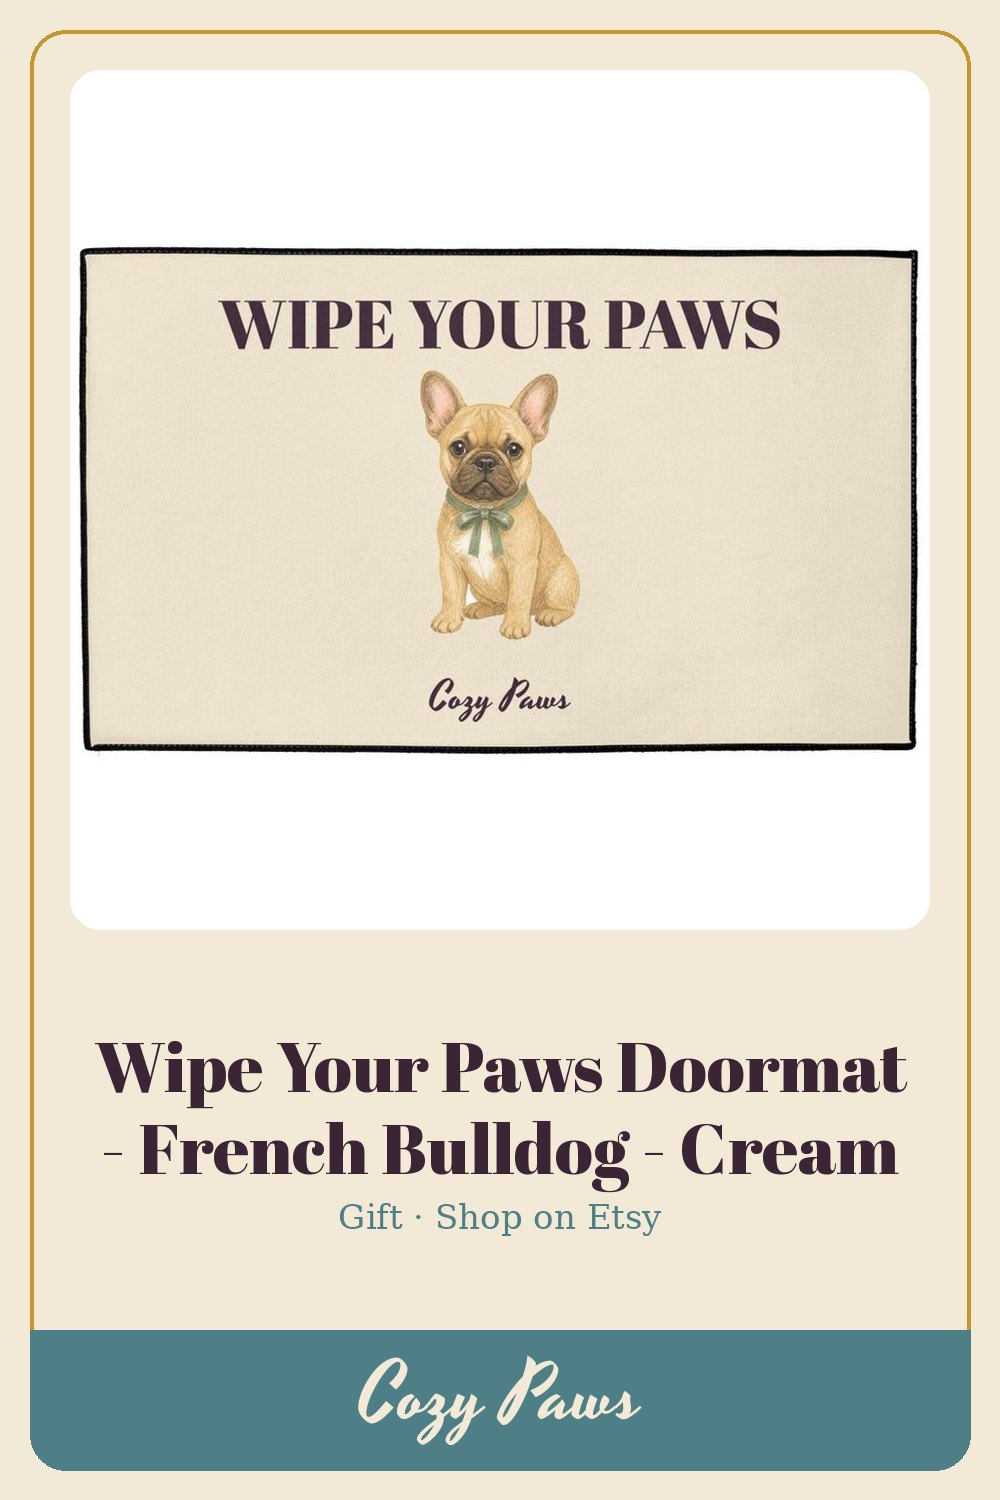 WIPE YOUR PAWS
Cozy Paws
Wipe Your Paws Doormat
- French Bulldog - Cream
Gift · Shop on Etsy
Cozy Paws